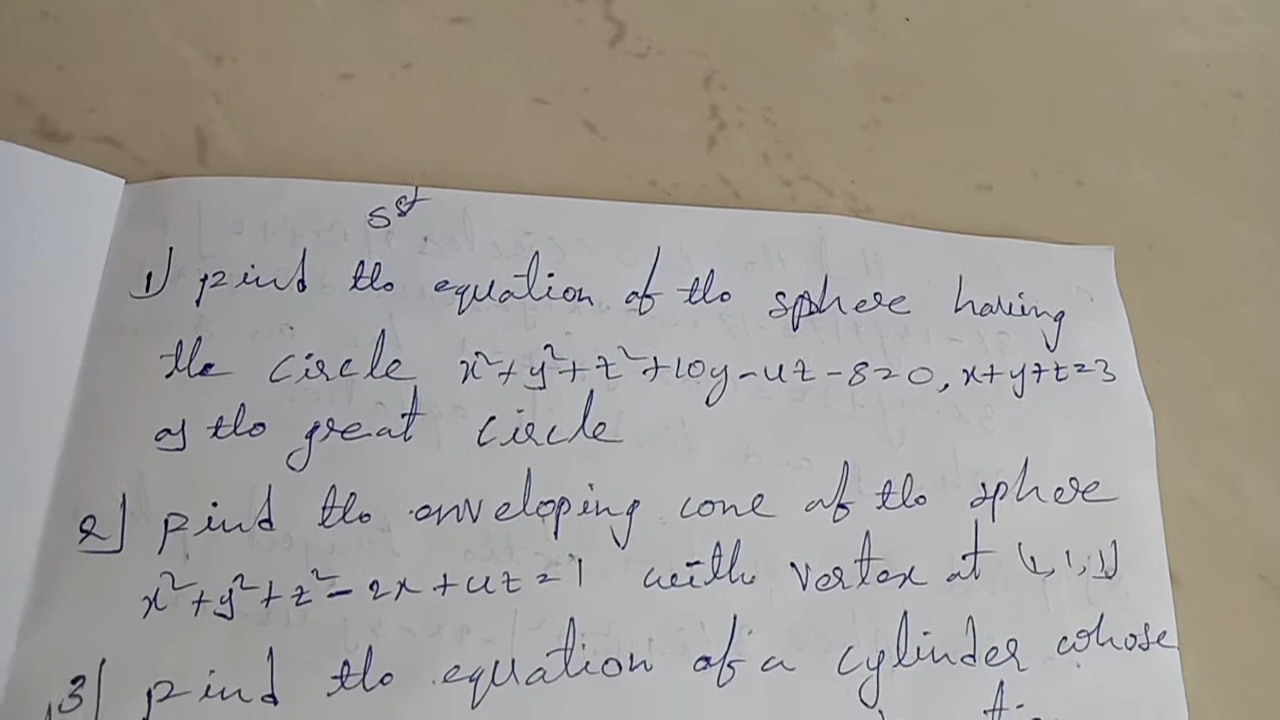 5st
1) Find the equation of the sphere having
the circle x²+y²+z²+10y-4z-8=0, x+y+z=3
as the great circle
2) Find the enveloping cone of the sphere
x²+y²+z²-2x+4z=1 with vertex at (1,1,1)
3) Find the equation of a cylinder whose